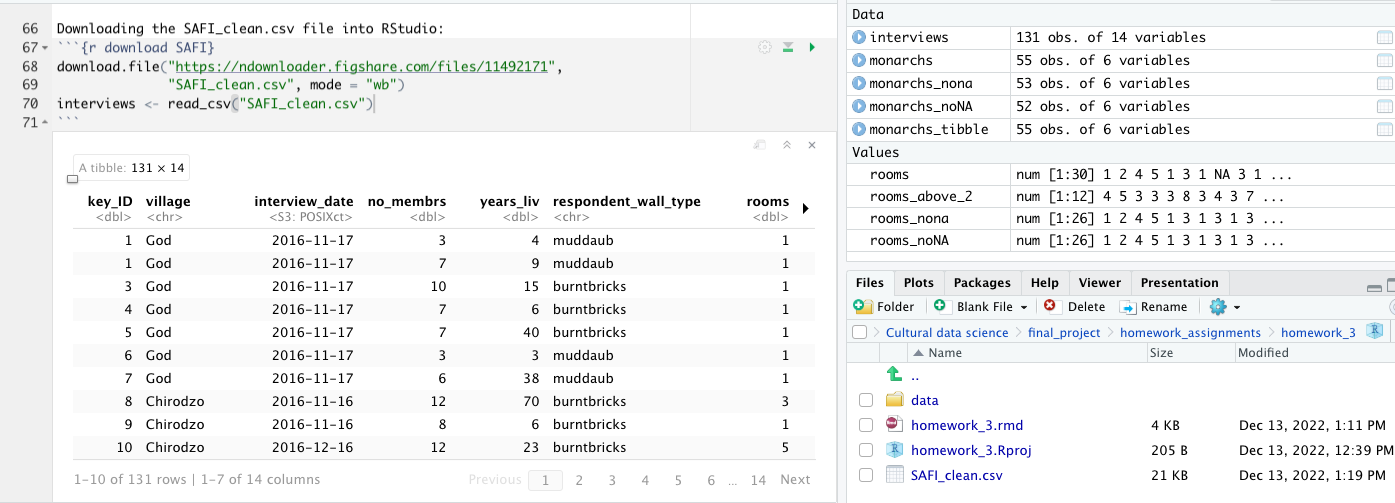 66 Downloading the SAFI_clean.csv file into RStudio:
67 ```{r download SAFI}
68 download.file("https://ndownloader.figshare.com/files/11492171",
69 "SAFI_clean.csv", mode = "wb")
70 interviews <- read_csv("SAFI_clean.csv")
71 ```
A tibble: 131 × 14
key_ID village interview_date no_membrs years_liv respondent_wall_type rooms
<dbl> <chr> <S3: POSIXct> <dbl> <dbl> <chr> <dbl>
1 God 2016-11-17 3 4 muddaub 1
1 God 2016-11-17 7 9 muddaub 1
3 God 2016-11-17 10 15 burntbricks 1
4 God 2016-11-17 7 6 burntbricks 1
5 God 2016-11-17 7 40 burntbricks 1
6 God 2016-11-17 3 3 muddaub 1
7 God 2016-11-17 6 38 muddaub 1
8 Chirodzo 2016-11-16 12 70 burntbricks 3
9 Chirodzo 2016-11-16 8 6 burntbricks 1
10 Chirodzo 2016-12-16 12 23 burntbricks 5
1-10 of 131 rows | 1-7 of 14 columns Previous 1 2 3 4 5 6 ... 14 Next
Data
interviews 131 obs. of 14 variables
monarchs 55 obs. of 6 variables
monarchs_nona 53 obs. of 6 variables
monarchs_noNA 52 obs. of 6 variables
monarchs_tibble 55 obs. of 6 variables
Values
rooms num [1:30] 1 2 4 5 1 3 1 NA 3 1 ...
rooms_above_2 num [1:12] 4 5 3 3 3 8 3 4 3 7 ...
rooms_nona num [1:26] 1 2 4 5 1 3 1 3 1 3 ...
rooms_noNA num [1:26] 1 2 4 5 1 3 1 3 1 3 ...
Files Plots Packages Help Viewer Presentation
Folder Blank File Delete Rename
Cultural data science final_project homework_assignments homework_3
Name Size Modified
..
data
homework_3.rmd 4 KB Dec 13, 2022, 1:11 PM
homework_3.Rproj 205 B Dec 13, 2022, 12:39 PM
SAFI_clean.csv 21 KB Dec 13, 2022, 1:19 PM